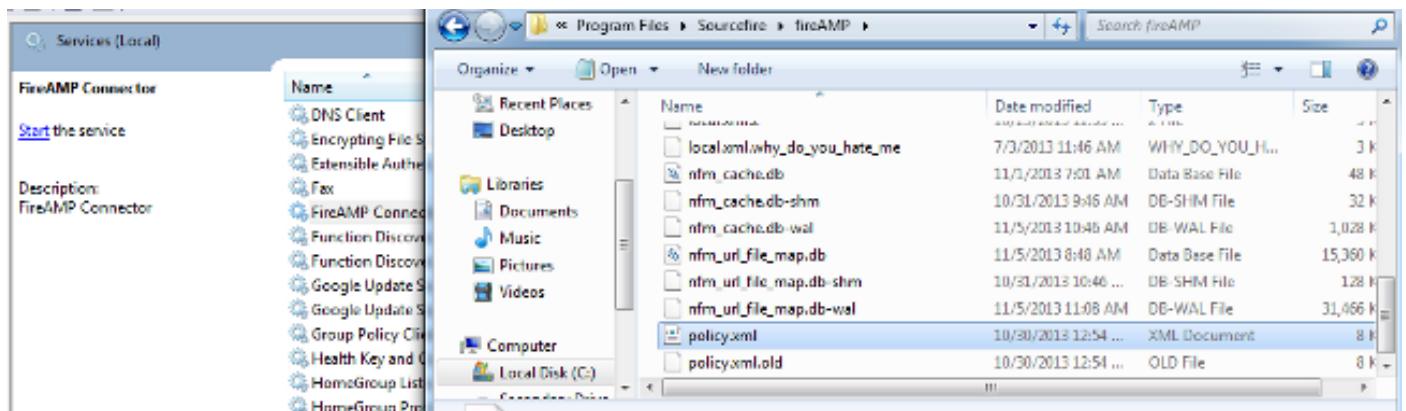 Services (Local)
FireAMP Connector
Start the service
Description:
FireAMP Connector
Name
DNS Client
Encrypting File S
Extensible Authe
Fax
FireAMP Connec
Function Discove
Function Discove
Google Update S
Google Update S
Group Policy Clie
Health Key and C
HomeGroup List
HomeGroup Pro
« Program Files ▸ Sourcefire ▸ fireAMP ▸
Search fireAMP
Organize Open New folder
Recent Places
Desktop
Libraries
Documents
Music
Pictures
Videos
Computer
Local Disk (C:)
Name Date modified Type Size
local.xml.why_do_you_hate_me 7/3/2013 11:46 AM WHY_DO_YOU_H... 3 K
nfm_cache.db 11/1/2013 7:01 AM Data Base File 48 K
nfm_cache.db-shm 10/31/2013 9:46 AM DB-SHM File 32 K
nfm_cache.db-wal 11/5/2013 10:46 AM DB-WAL File 1,028 K
nfm_url_file_map.db 11/5/2013 8:48 AM Data Base File 15,360 K
nfm_url_file_map.db-shm 10/31/2013 10:46 ... DB-SHM File 128 K
nfm_url_file_map.db-wal 11/5/2013 11:08 AM DB-WAL File 31,466 K
policy.xml 10/30/2013 12:54 ... XML Document 8 K
policy.xml.old 10/30/2013 12:54 ... OLD File 8 K